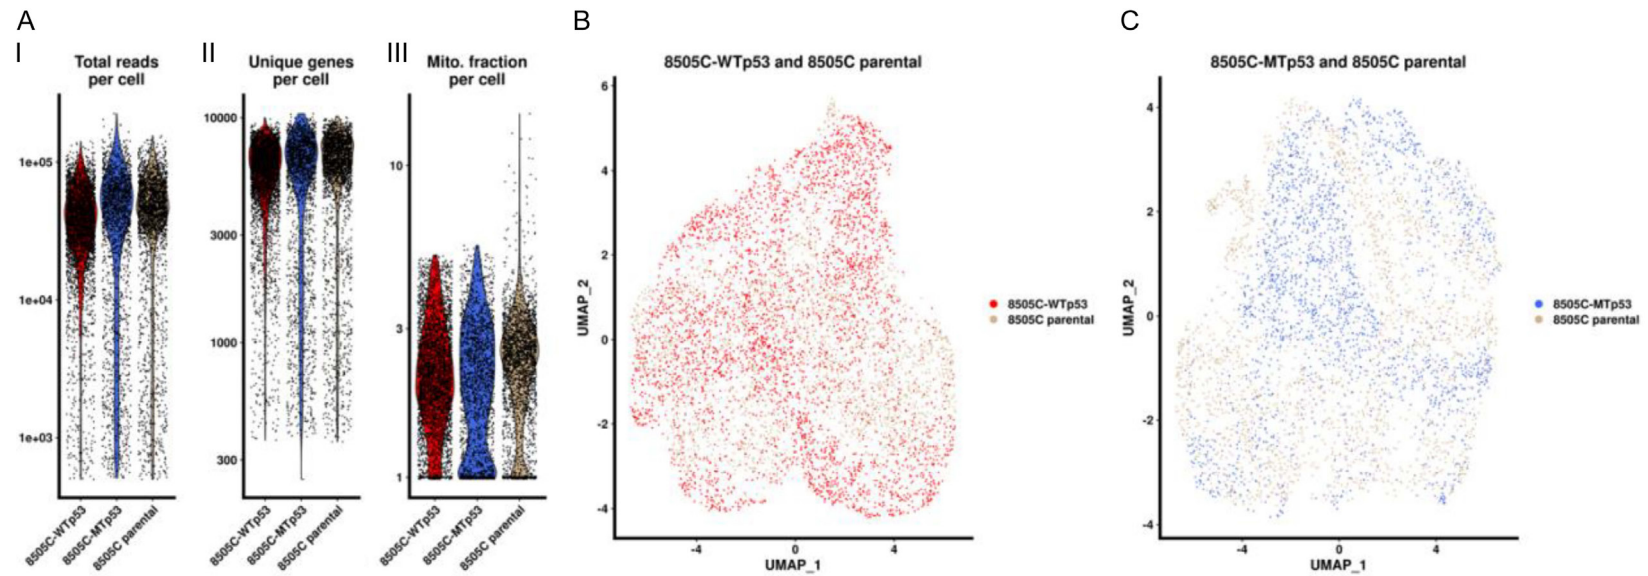 A
B
C
I
II
III
Total reads
per cell
Unique genes
per cell
Mito. fraction
per cell
1e+05
1e+04
1e+03
10000
3000
1000
300
10
3
1
8505C-WTp53
8505C-MTp53
8505C parental
8505C-WTp53
8505C-MTp53
8505C parental
8505C-WTp53
8505C-MTp53
8505C parental
8505C-WTp53 and 8505C parental
UMAP_2
6
4
2
0
-2
-4
-4
0
4
UMAP_1
8505C-WTp53
8505C parental
8505C-MTp53 and 8505C parental
UMAP_2
4
2
0
-2
-4
-4
0
4
UMAP_1
8505C-MTp53
8505C parental